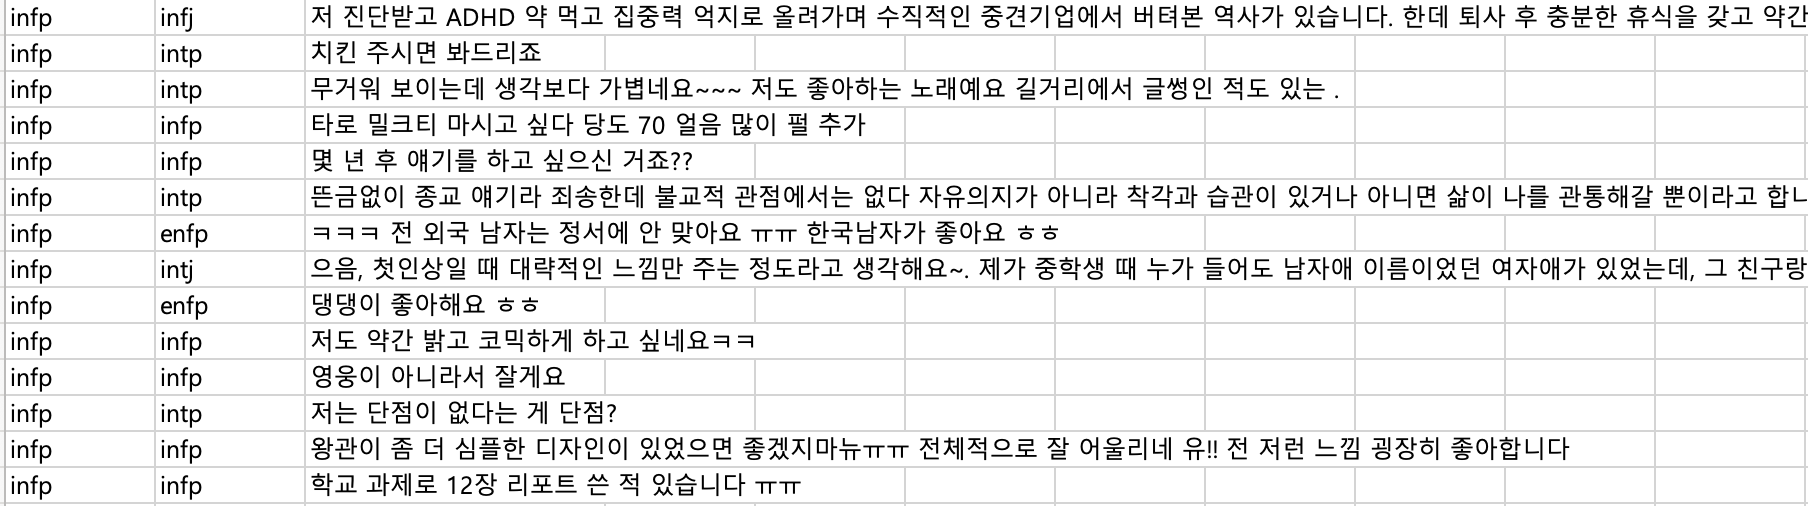 infp infj 저 진단받고 ADHD 약 먹고 집중력 억지로 올려가며 수직적인 중견기업에서 버텨본 역사가 있습니다. 한데 퇴사 후 충분한 휴식을 갖고 약간
infp intp 치킨 주시면 봐드리죠
infp intp 무거워 보이는데 생각보다 가볍네요~~~ 저도 좋아하는 노래예요 길거리에서 글썽인 적도 있는 .
infp infp 타로 밀크티 마시고 싶다 당도 70 얼음 많이 펄 추가
infp infp 몇 년 후 얘기를 하고 싶으신 거죠??
infp intp 뜬금없이 종교 얘기라 죄송한데 불교적 관점에서는 없다 자유의지가 아니라 착각과 습관이 있거나 아니면 삶이 나를 관통해갈 뿐이라고 합니
infp enfp ㅋㅋㅋ 전 외국 남자는 정서에 안 맞아요 ㅠㅠ 한국남자가 좋아요 ㅎㅎ
infp intj 으음, 첫인상일 때 대략적인 느낌만 주는 정도라고 생각해요~. 제가 중학생 때 누가 들어도 남자애 이름이었던 여자애가 있었는데, 그 친구랑
infp enfp 댕댕이 좋아해요 ㅎㅎ
infp infp 저도 약간 밝고 코믹하게 하고 싶네요ㅋㅋ
infp infp 영웅이 아니라서 잘게요
infp intp 저는 단점이 없다는 게 단점?
infp infp 왕관이 좀 더 심플한 디자인이 있었으면 좋겠지마뉴ㅠㅠ 전체적으로 잘 어울리네 유!! 전 저런 느낌 굉장히 좋아합니다
infp infp 학교 과제로 12장 리포트 쓴 적 있습니다 ㅠㅠ